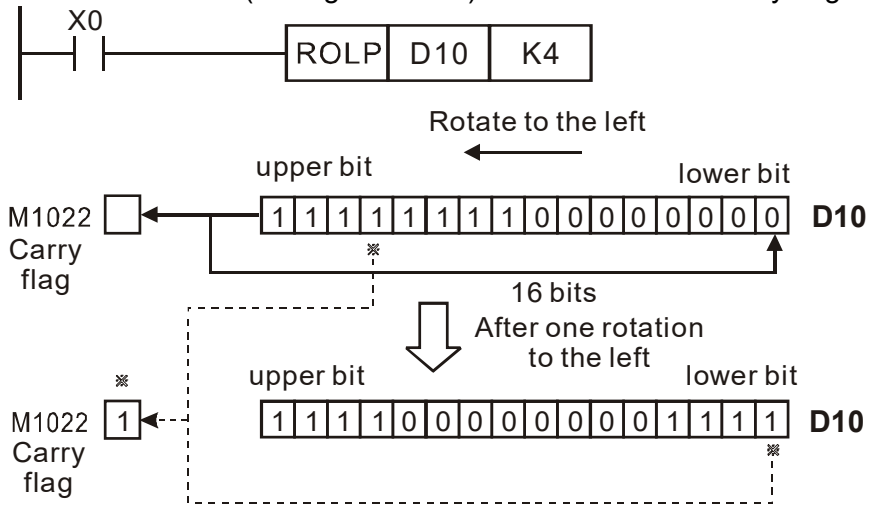 X0
ROLP D10 K4
Rotate to the left
upper bit lower bit
M1022 1 1 1 1 1 1 1 1 0 0 0 0 0 0 0 0 D10
Carry
flag
※
16 bits
After one rotation
to the left
upper bit lower bit
※
M1022 1 1 1 1 1 0 0 0 0 0 0 0 0 1 1 1 1 D10
Carry
flag
※